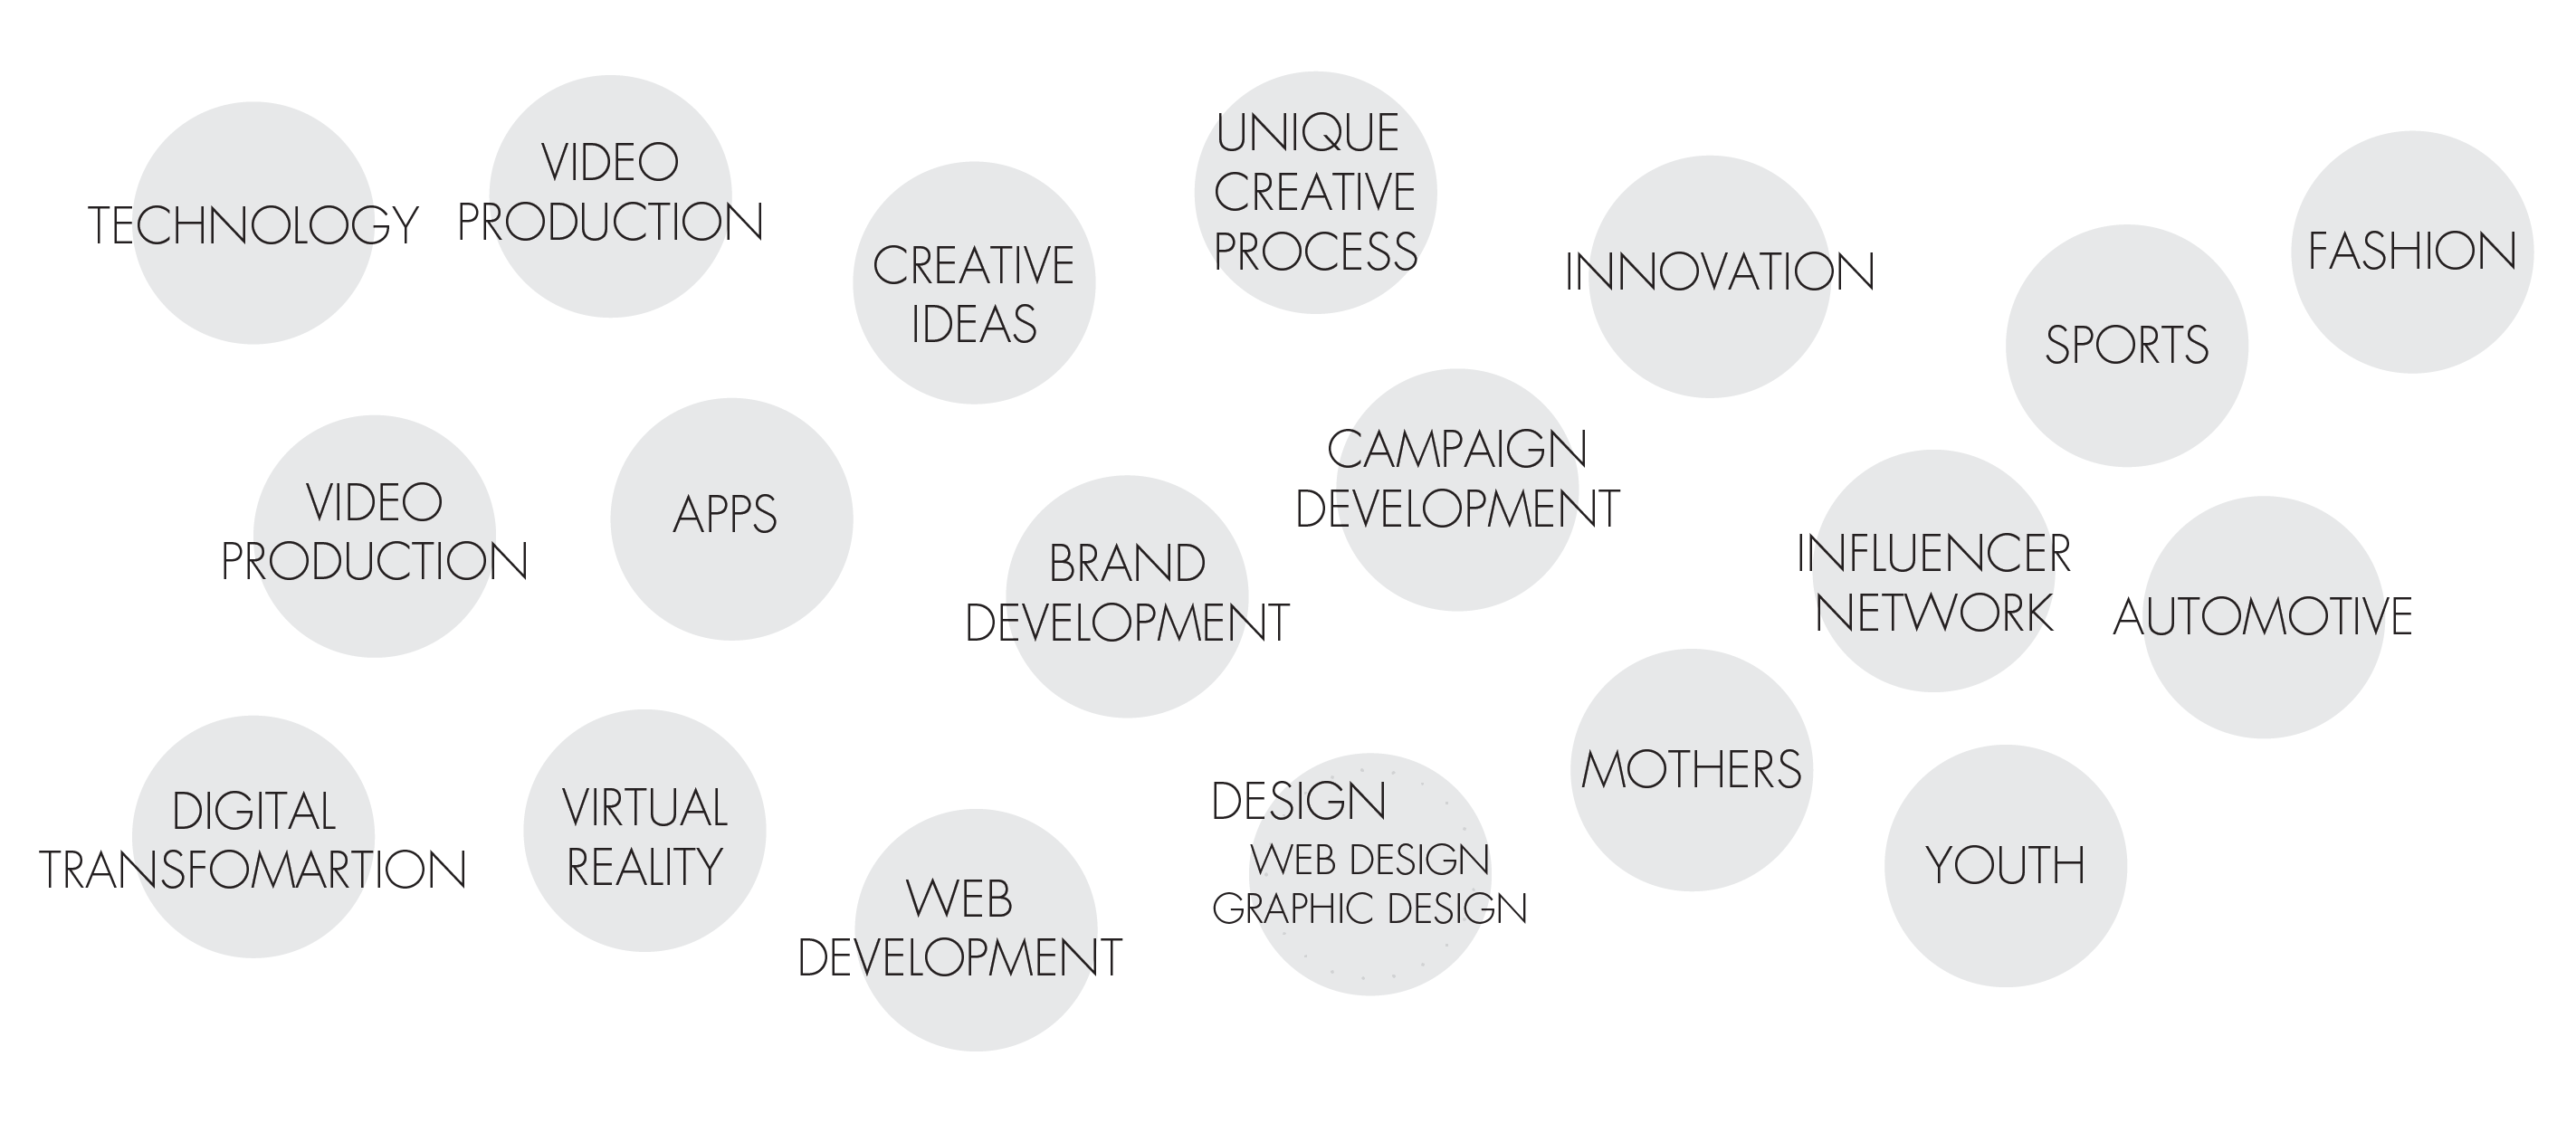 TECHNOLOGY
VIDEO
PRODUCTION
CREATIVE
IDEAS
UNIQUE
CREATIVE
PROCESS
INNOVATION
SPORTS
FASHION
VIDEO
PRODUCTION
APPS
BRAND
DEVELOPMENT
CAMPAIGN
DEVELOPMENT
INFLUENCER
NETWORK
AUTOMOTIVE
DIGITAL
TRANSFOMARTION
VIRTUAL
REALITY
WEB
DEVELOPMENT
DESIGN
WEB DESIGN
GRAPHIC DESIGN
MOTHERS
YOUTH